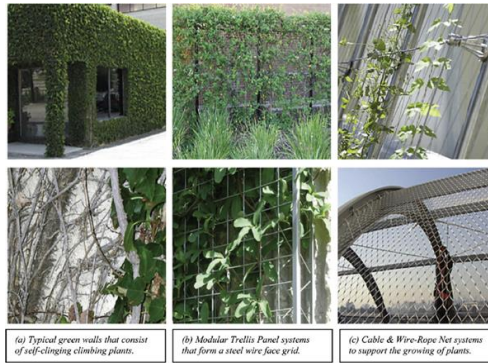 (a) Typical green walls that consist
of self-clinging climbing plants.
(b) Modular Trellis Panel systems
that form a steel wire face grid.
(c) Cable & Wire-Rope Net systems
to support the growing of plants.